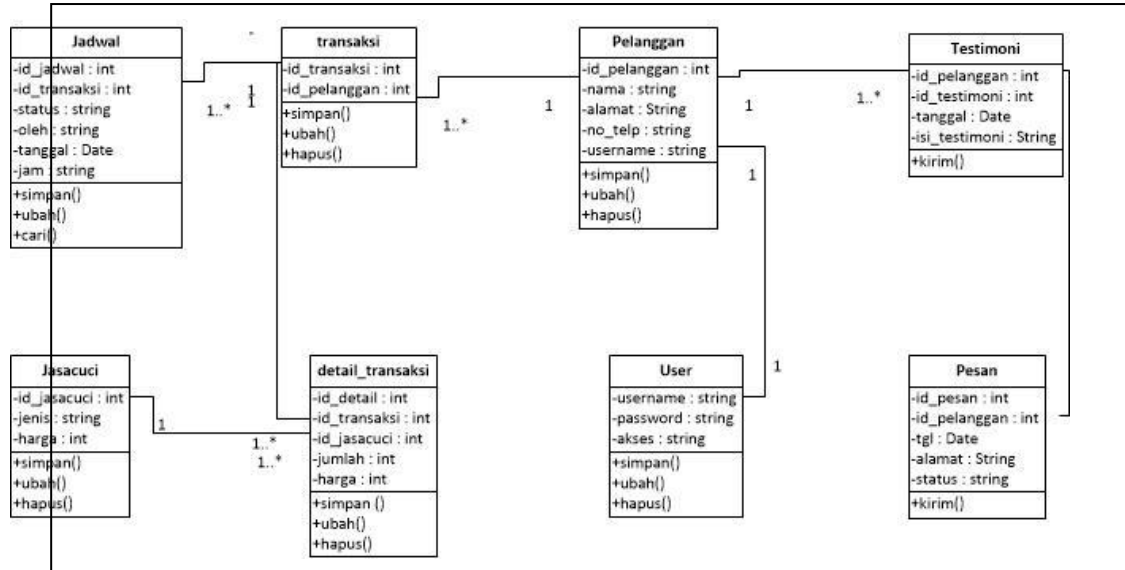 Jadwal
-id_jadwal : int
-id_transaksi : int
-status : string
-oleh : string
-tanggal : Date
-jam : string
+simpan()
+ubah()
+cari()
1..*
1
1
transaksi
-id_transaksi : int
-id_pelanggan : int
+simpan()
+ubah()
+hapus()
1..*
1
Pelanggan
-id_pelanggan : int
-nama : string
-alamat : String
-no_telp : string
-username : string
+simpan()
+ubah()
+hapus()
1
1..*
1
Testimoni
-id_pelanggan : int
-id_testimoni : int
-tanggal : Date
-isi_testimoni : String
+kirim()
Jasacuci
-id_jasacuci : int
-jenis : string
-harga : int
+simpan()
+ubah()
+hapus()
1
1..*
1..*
detail_transaksi
-id_detail : int
-id_transaksi : int
-id_jasacuci : int
-jumlah : int
-harga : int
+simpan ()
+ubah()
+hapus()
User
-username : string
-password : string
-akses : string
+simpan()
+ubah()
+hapus()
1
Pesan
-id_pesan : int
-id_pelanggan : int
-tgl : Date
-alamat : String
-status : string
+kirim()